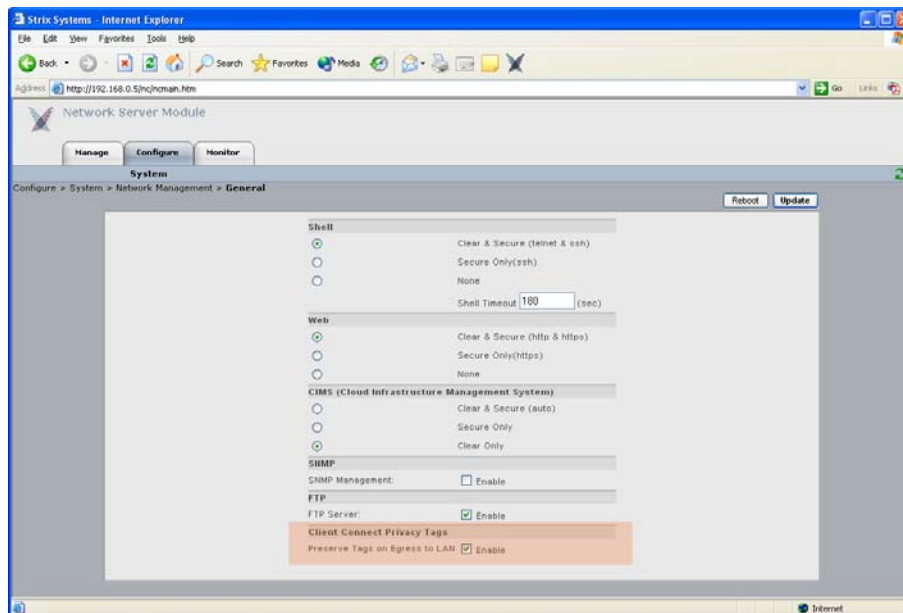 Strix Systems - Internet Explorer
File Edit View Favorites Tools Help
Back Search Favorites Media
Address http://192.168.0.5/nc/ncmain.htm Go Links
Network Server Module
Manage Configure Monitor
System
Configure > System > Network Management > General
Reboot Update
Shell
Clear & Secure (telnet & ssh)
Secure Only(ssh)
None
Shell Timeout 180 (sec)
Web
Clear & Secure (http & https)
Secure Only(https)
None
CIMS (Cloud Infrastructure Management System)
Clear & Secure (auto)
Secure Only
Clear Only
SNMP
SNMP Management: Enable
FTP
FTP Server: Enable
Client Connect Privacy Tags
Preserve Tags on Egress to LAN Enable
Internet